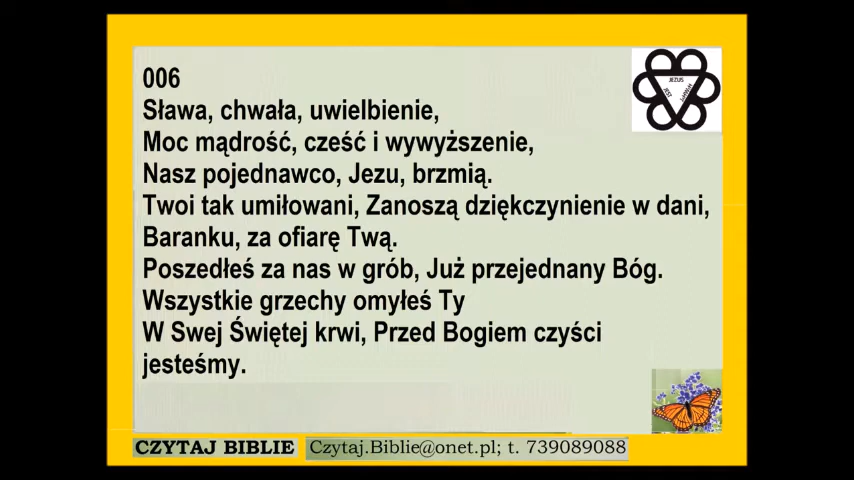 006
Sława, chwała, uwielbienie,
Moc mądrość, cześć i wywyższenie,
Nasz pojednawco, Jezu, brzmią.
Twoi tak umiłowani, Zanoszą dziękczynienie w dani,
Baranku, za ofiarę Twą.
Poszedłeś za nas w grób, Już przejednany Bóg.
Wszystkie grzechy omyłeś Ty
W Swej Świętej krwi, Przed Bogiem czyści
jesteśmy.
JEZUS
JEST
CZYTAJ BIBLIE
Czytaj.Biblie@onet.pl; t. 739089088